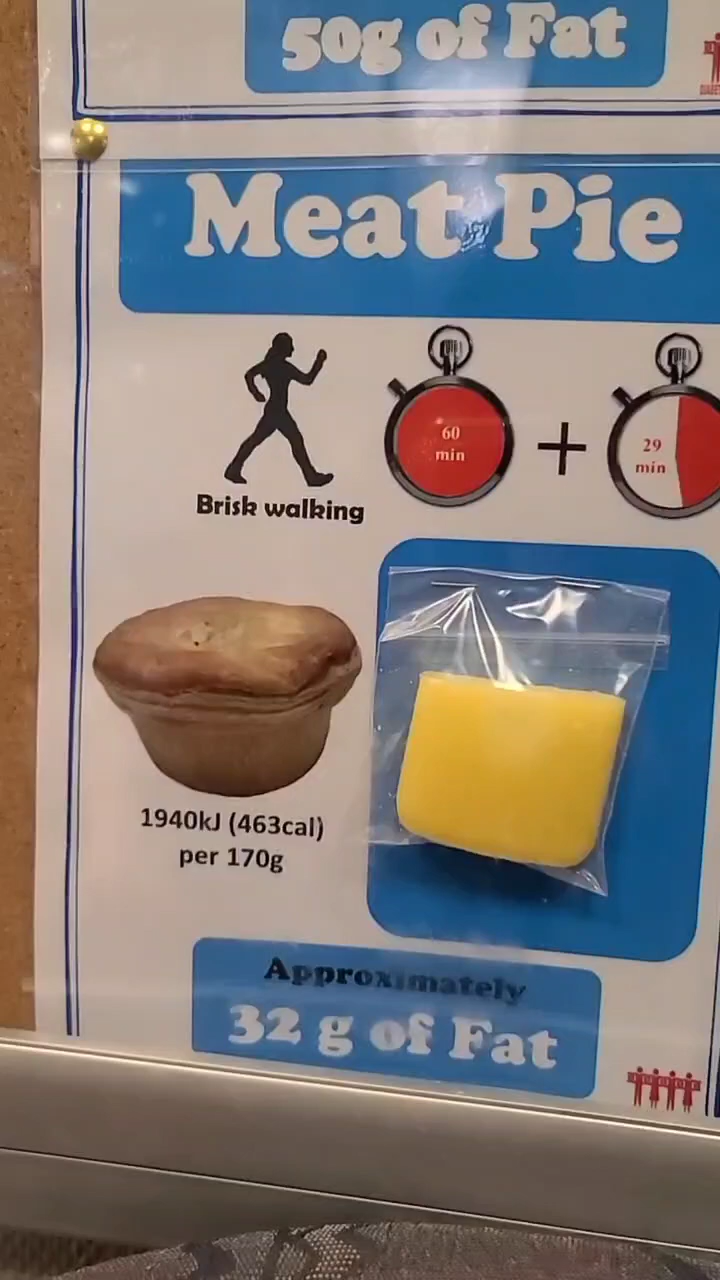 50g of Fat
Meat Pie
60
min
+
29
min
Brisk walking
1940kJ (463cal)
per 170g
Approximately
32 g of Fat